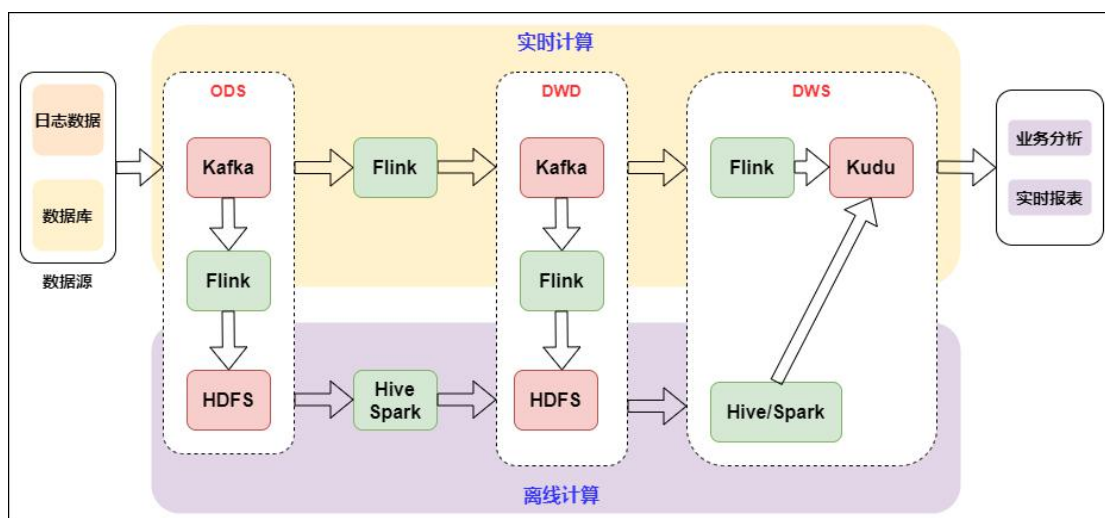 实时计算
ODS
DWD
DWS
日志数据
数据库
数据源
Kafka
Flink
Kafka
Flink
Kudu
业务分析
实时报表
Flink
Flink
HDFS
Hive
Spark
HDFS
Hive/Spark
离线计算